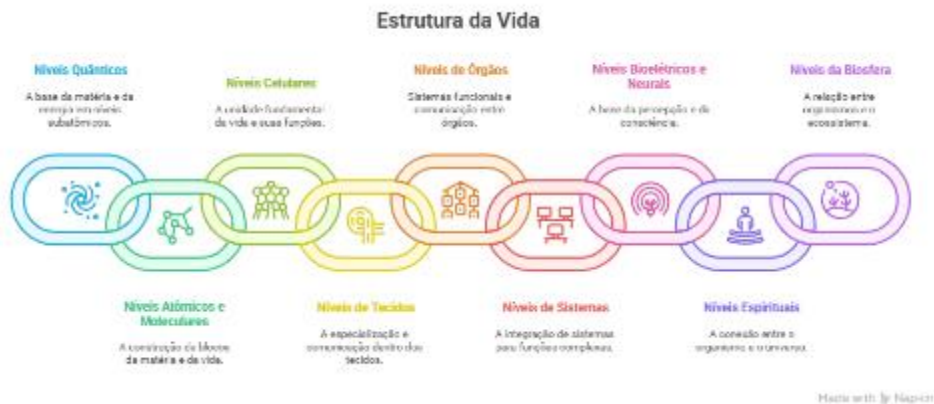 Estrutura da Vida
Níveis Quânticos
A base da matéria e da
energia em níveis
subatômicos.
Níveis Celulares
A unidade fundamental
da vida e suas funções.
Níveis de Órgãos
Sistemas funcionais e
comunicação entre
órgãos.
Níveis Bioelétricos e
Neurais
A base da percepção e da
consciência.
Níveis da Biosfera
A relação entre
organismos e o
ecossistema.
Níveis Atômicos e
Moleculares
A construção de blocos
da matéria e da vida.
Níveis de Tecidos
A especialização e
comunicação dentro dos
tecidos.
Níveis de Sistemas
A integração de sistemas
para funções complexas.
Níveis Espirituais
A conexão entre o
organismo e o universo.
Made with Napkin